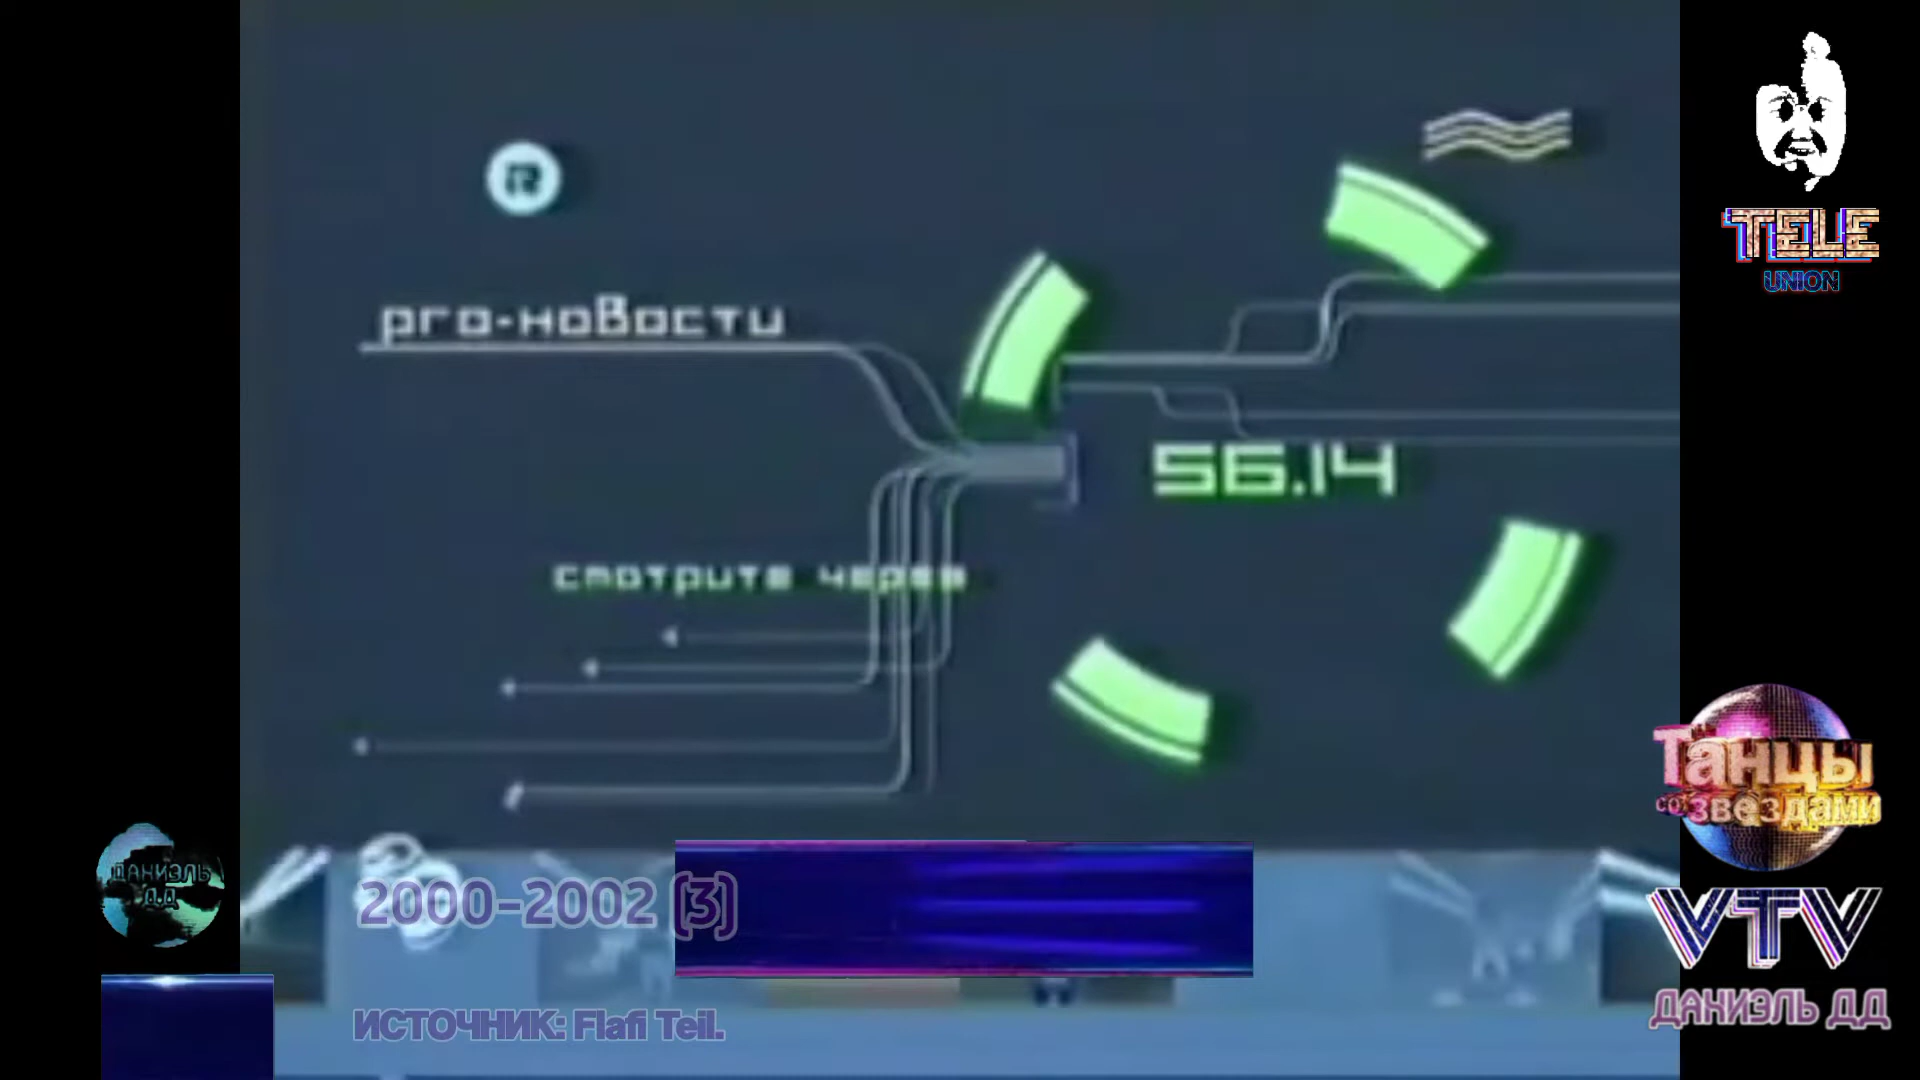 R
TELE
UNION
pro-новости
56.14
смотрите через
Танцы
со звёздами
ДАНИЭЛЬ
Д.Д
2000-2002 (3)
VTV
ДАНИЭЛЬ ДД
ИСТОЧНИК: Flafi Teil.